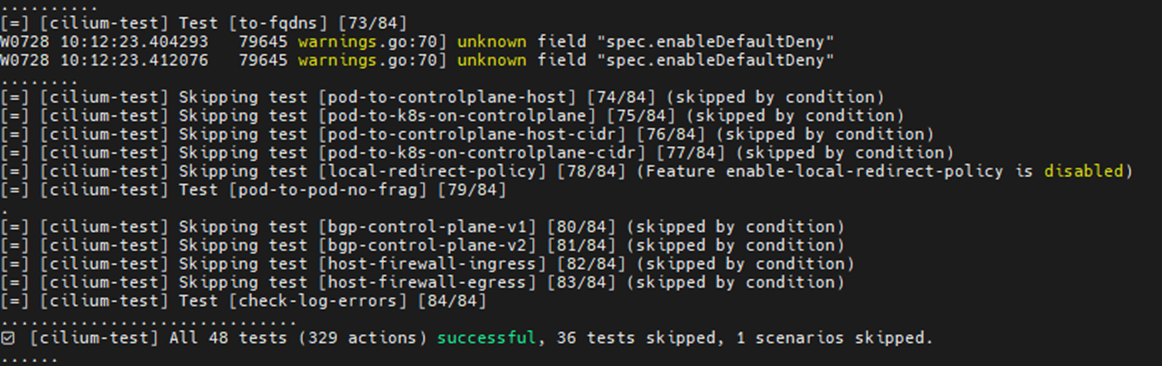 ..........
[=] [cilium-test] Test [to-fqdns] [73/84]
W0728 10:12:23.404293   79645 warnings.go:70] unknown field "spec.enableDefaultDeny"
W0728 10:12:23.412076   79645 warnings.go:70] unknown field "spec.enableDefaultDeny"
........
[=] [cilium-test] Skipping test [pod-to-controlplane-host] [74/84] (skipped by condition)
[=] [cilium-test] Skipping test [pod-to-k8s-on-controlplane] [75/84] (skipped by condition)
[=] [cilium-test] Skipping test [pod-to-controlplane-host-cidr] [76/84] (skipped by condition)
[=] [cilium-test] Skipping test [pod-to-k8s-on-controlplane-cidr] [77/84] (skipped by condition)
[=] [cilium-test] Skipping test [local-redirect-policy] [78/84] (Feature enable-local-redirect-policy is disabled)
[=] [cilium-test] Test [pod-to-pod-no-frag] [79/84]
.
[=] [cilium-test] Skipping test [bgp-control-plane-v1] [80/84] (skipped by condition)
[=] [cilium-test] Skipping test [bgp-control-plane-v2] [81/84] (skipped by condition)
[=] [cilium-test] Skipping test [host-firewall-ingress] [82/84] (skipped by condition)
[=] [cilium-test] Skipping test [host-firewall-egress] [83/84] (skipped by condition)
[=] [cilium-test] Test [check-log-errors] [84/84]
..............................
☑ [cilium-test] All 48 tests (329 actions) successful, 36 tests skipped, 1 scenarios skipped.
......